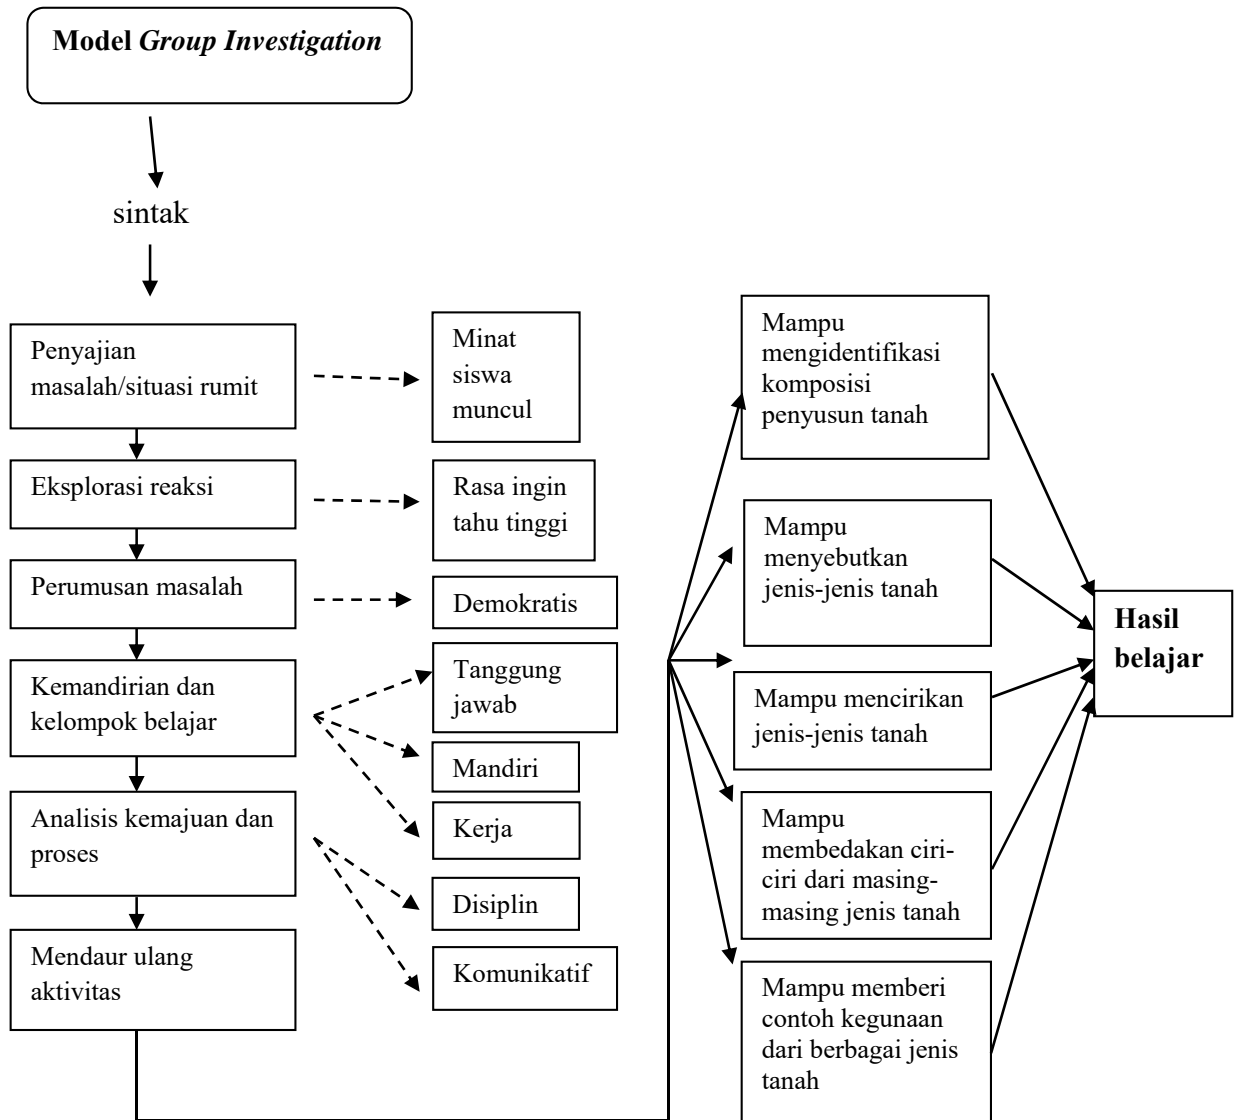 Model Group Investigation
sintak
Penyajian
masalah/situasi rumit
Eksplorasi reaksi
Perumusan masalah
Kemandirian dan
kelompok belajar
Analisis kemajuan dan
proses
Mendaur ulang
aktivitas
Minat
siswa
muncul
Rasa ingin
tahu tinggi
Demokratis
Tanggung
jawab
Mandiri
Kerja
Disiplin
Komunikatif
Mampu
mengidentifikasi
komposisi
penyusun tanah
Mampu
menyebutkan
jenis-jenis tanah
Mampu mencirikan
jenis-jenis tanah
Mampu
membedakan ciri-
ciri dari masing-
masing jenis tanah
Mampu memberi
contoh kegunaan
dari berbagai jenis
tanah
Hasil
belajar